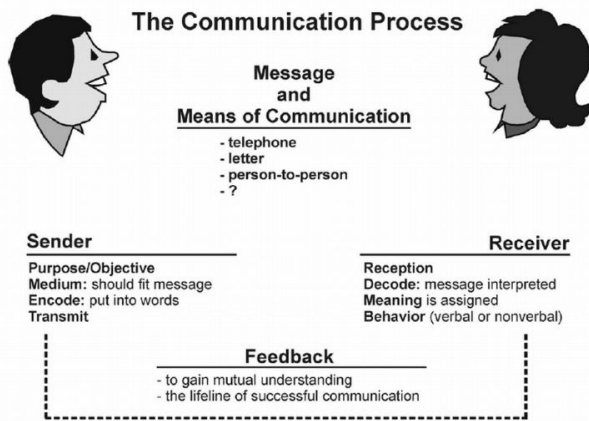 The Communication Process
Message
and
Means of Communication
- telephone
- letter
- person-to-person
- ?
Sender
Purpose/Objective
Medium: should fit message
Encode: put into words
Transmit
Receiver
Reception
Decode: message interpreted
Meaning is assigned
Behavior (verbal or nonverbal)
Feedback
- to gain mutual understanding
- the lifeline of successful communication